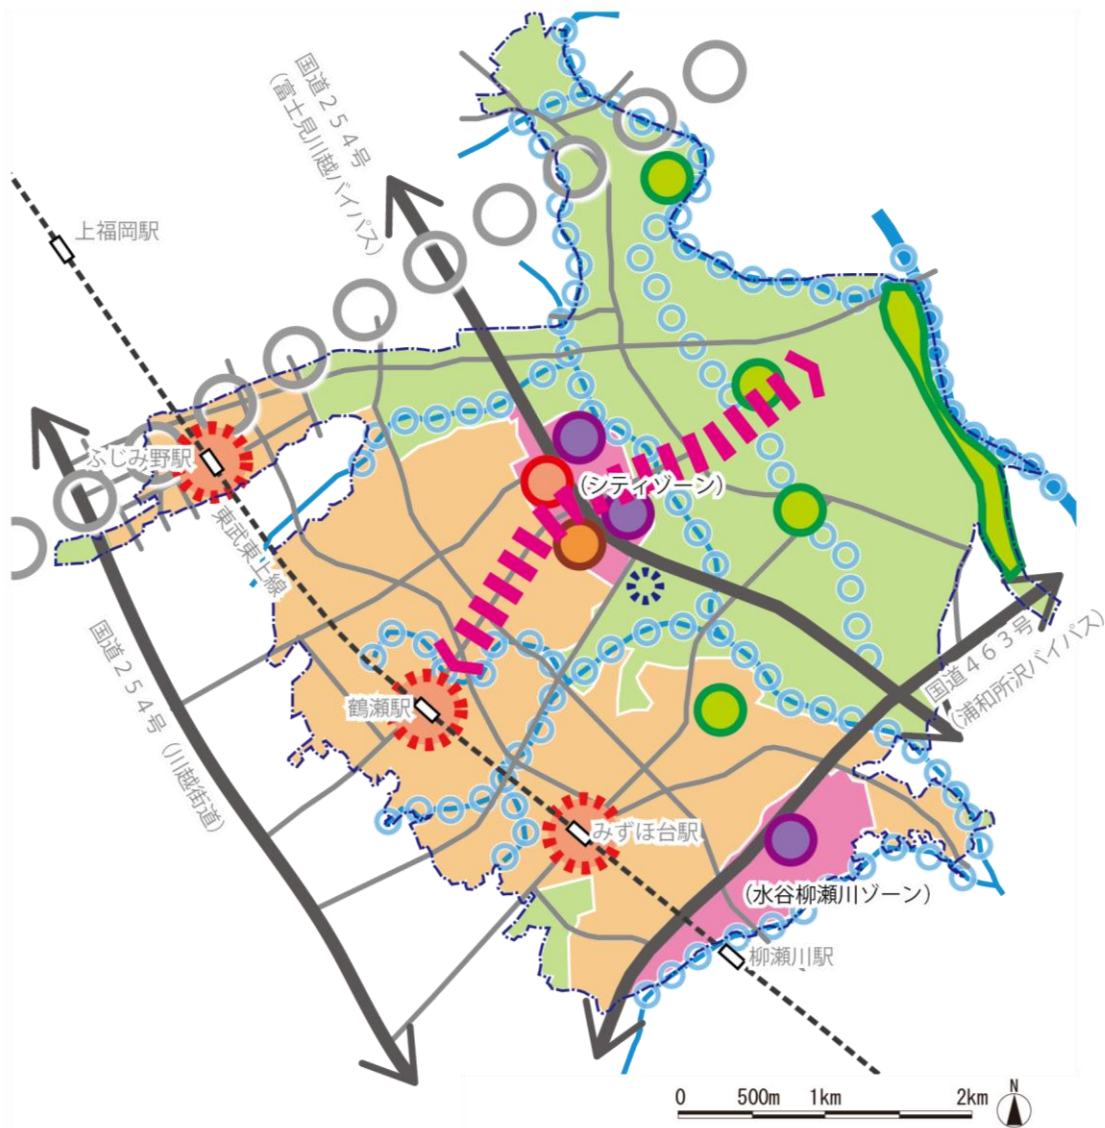 国道254号
(富士見川越バイパス)
上福岡駅
ふじみ野駅
(シティゾーン)
東武東上線
国道254号(川越街道)
国道463号
(浦和所沢バイパス)
鶴瀬駅
みずほ台駅
(水谷柳瀬川ゾーン)
柳瀬川駅
0 500m 1km 2km
N